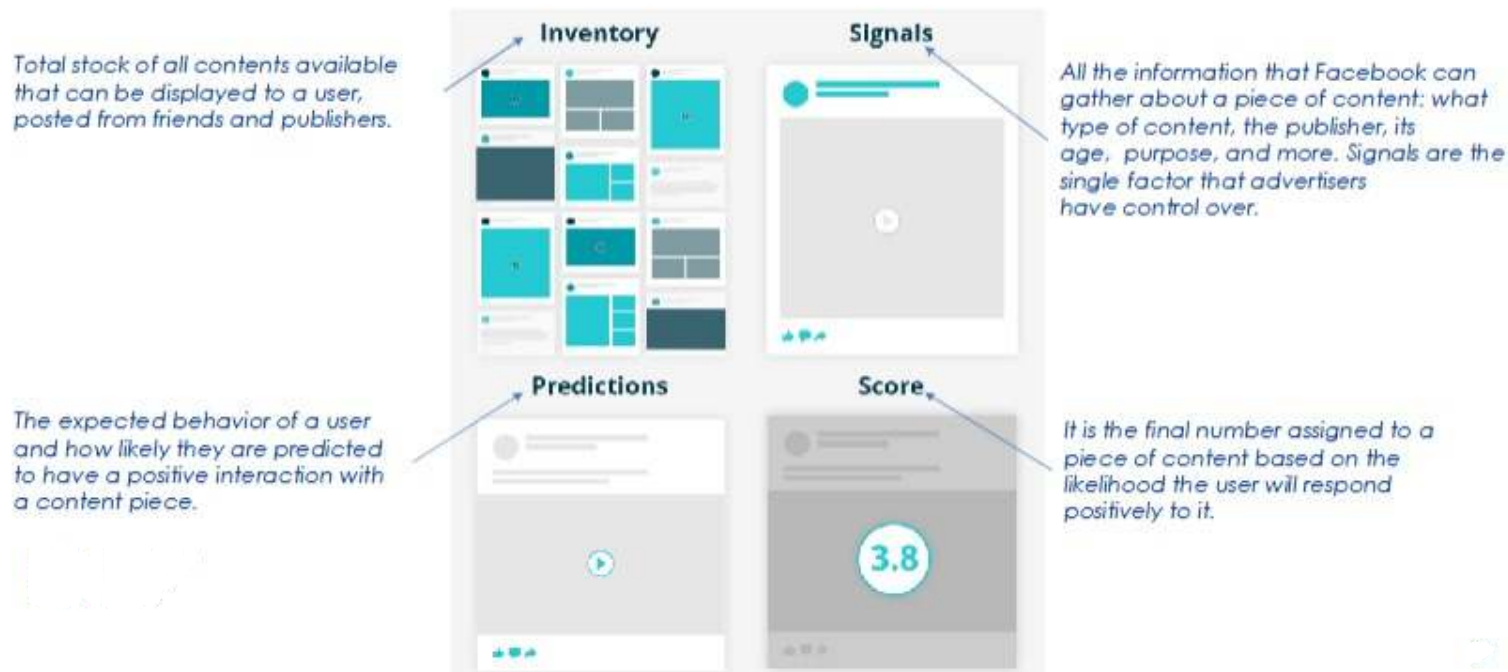 Inventory
Total stock of all contents available
that can be displayed to a user,
posted from friends and publishers.
Signals
All the information that Facebook can
gather about a piece of content: what
type of content, the publisher, its
age, purpose, and more. Signals are the
single factor that advertisers
have control over.
Predictions
The expected behavior of a user
and how likely they are predicted
to have a positive interaction with
a content piece.
Score
3.8
It is the final number assigned to a
piece of content based on the
likelihood the user will respond
positively to it.